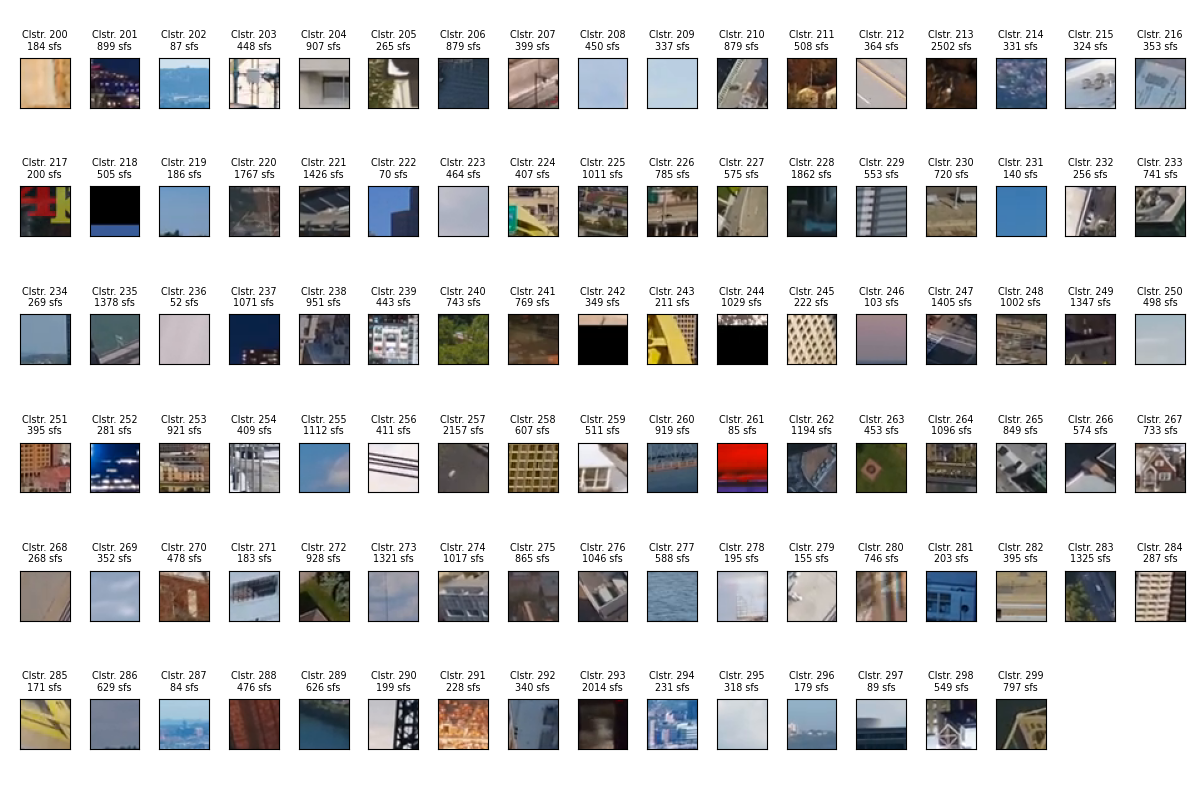 Clstr. 200 Clstr. 201 Clstr. 202 Clstr. 203 Clstr. 204 Clstr. 205 Clstr. 206 Clstr. 207 Clstr. 208 Clstr. 209 Clstr. 210 Clstr. 211 Clstr. 212 Clstr. 213 Clstr. 214 Clstr. 215 Clstr. 216
184 sfs 899 sfs 87 sfs 448 sfs 907 sfs 265 sfs 879 sfs 399 sfs 450 sfs 337 sfs 879 sfs 508 sfs 364 sfs 2502 sfs 331 sfs 324 sfs 353 sfs
Clstr. 217 Clstr. 218 Clstr. 219 Clstr. 220 Clstr. 221 Clstr. 222 Clstr. 223 Clstr. 224 Clstr. 225 Clstr. 226 Clstr. 227 Clstr. 228 Clstr. 229 Clstr. 230 Clstr. 231 Clstr. 232 Clstr. 233
200 sfs 505 sfs 186 sfs 1767 sfs 1426 sfs 70 sfs 464 sfs 407 sfs 1011 sfs 785 sfs 575 sfs 1862 sfs 553 sfs 720 sfs 140 sfs 256 sfs 741 sfs
Clstr. 234 Clstr. 235 Clstr. 236 Clstr. 237 Clstr. 238 Clstr. 239 Clstr. 240 Clstr. 241 Clstr. 242 Clstr. 243 Clstr. 244 Clstr. 245 Clstr. 246 Clstr. 247 Clstr. 248 Clstr. 249 Clstr. 250
269 sfs 1378 sfs 52 sfs 1071 sfs 951 sfs 443 sfs 743 sfs 769 sfs 349 sfs 211 sfs 1029 sfs 222 sfs 103 sfs 1405 sfs 1002 sfs 1347 sfs 498 sfs
Clstr. 251 Clstr. 252 Clstr. 253 Clstr. 254 Clstr. 255 Clstr. 256 Clstr. 257 Clstr. 258 Clstr. 259 Clstr. 260 Clstr. 261 Clstr. 262 Clstr. 263 Clstr. 264 Clstr. 265 Clstr. 266 Clstr. 267
395 sfs 281 sfs 921 sfs 409 sfs 1112 sfs 411 sfs 2157 sfs 607 sfs 511 sfs 919 sfs 85 sfs 1194 sfs 453 sfs 1096 sfs 849 sfs 574 sfs 733 sfs
Clstr. 268 Clstr. 269 Clstr. 270 Clstr. 271 Clstr. 272 Clstr. 273 Clstr. 274 Clstr. 275 Clstr. 276 Clstr. 277 Clstr. 278 Clstr. 279 Clstr. 280 Clstr. 281 Clstr. 282 Clstr. 283 Clstr. 284
268 sfs 352 sfs 478 sfs 183 sfs 928 sfs 1321 sfs 1017 sfs 865 sfs 1046 sfs 588 sfs 195 sfs 155 sfs 746 sfs 203 sfs 395 sfs 1325 sfs 287 sfs
Clstr. 285 Clstr. 286 Clstr. 287 Clstr. 288 Clstr. 289 Clstr. 290 Clstr. 291 Clstr. 292 Clstr. 293 Clstr. 294 Clstr. 295 Clstr. 296 Clstr. 297 Clstr. 298 Clstr. 299
171 sfs 629 sfs 84 sfs 476 sfs 626 sfs 199 sfs 228 sfs 340 sfs 2014 sfs 231 sfs 318 sfs 179 sfs 89 sfs 549 sfs 797 sfs